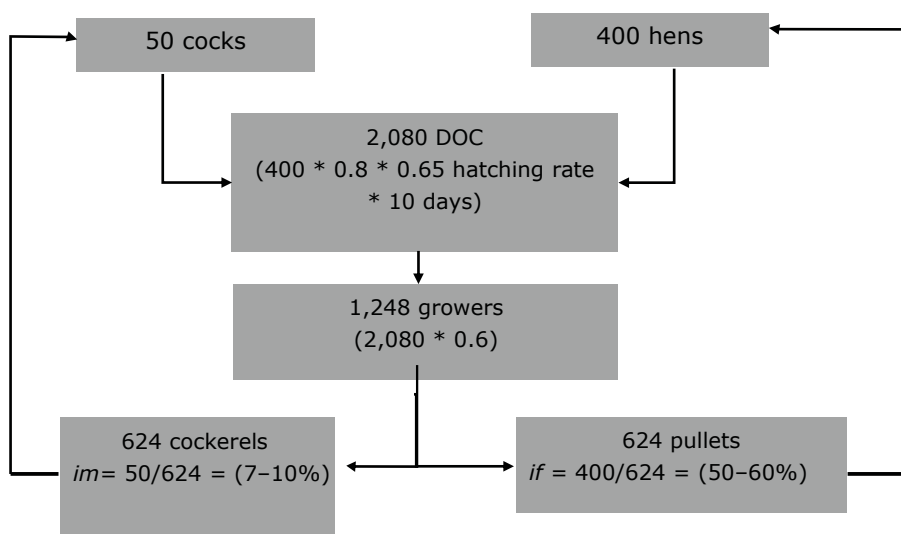 50 cocks
400 hens
2,080 DOC
(400 * 0.8 * 0.65 hatching rate
* 10 days)
1,248 growers
(2,080 * 0.6)
624 cockerels
im= 50/624 = (7–10%)
624 pullets
if = 400/624 = (50–60%)